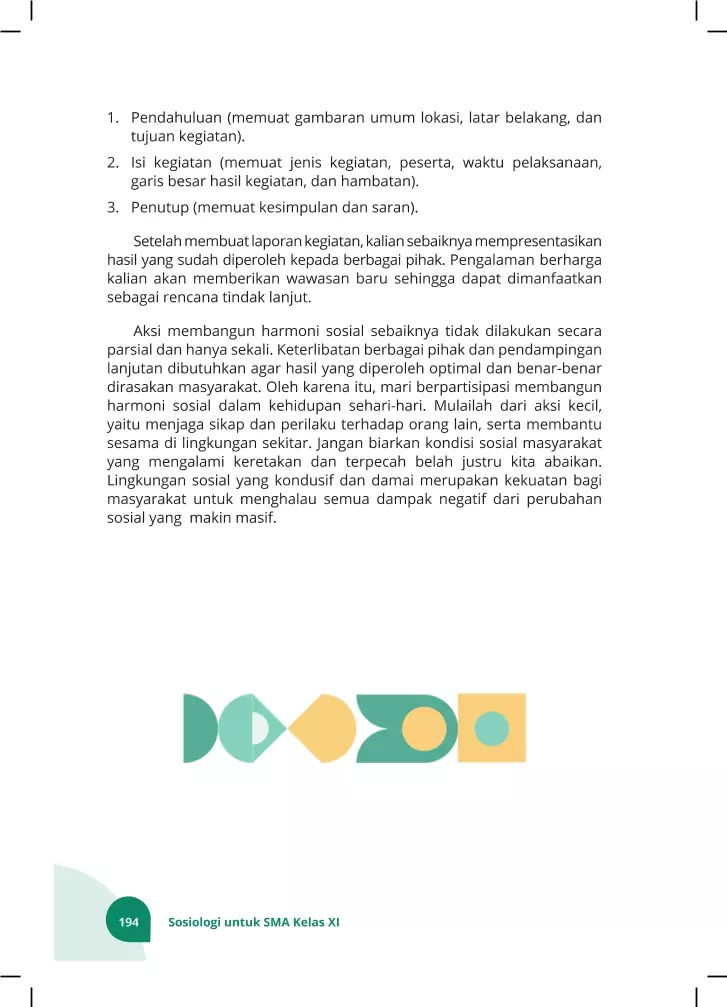 1. Pendahuluan (memuat gambaran umum lokasi, latar belakang, dan
tujuan kegiatan).
2. Isi kegiatan (memuat jenis kegiatan, peserta, waktu pelaksanaan,
garis besar hasil kegiatan, dan hambatan).
3. Penutup (memuat kesimpulan dan saran).
Setelah membuat laporan kegiatan, kalian sebaiknya mempresentasikan
hasil yang sudah diperoleh kepada berbagai pihak. Pengalaman berharga
kalian akan memberikan wawasan baru sehingga dapat dimanfaatkan
sebagai rencana tindak lanjut.
Aksi membangun harmoni sosial sebaiknya tidak dilakukan secara
parsial dan hanya sekali. Keterlibatan berbagai pihak dan pendampingan
lanjutan dibutuhkan agar hasil yang diperoleh optimal dan benar-benar
dirasakan masyarakat. Oleh karena itu, mari berpartisipasi membangun
harmoni sosial dalam kehidupan sehari-hari. Mulailah dari aksi kecil,
yaitu menjaga sikap dan perilaku terhadap orang lain, serta membantu
sesama di lingkungan sekitar. Jangan biarkan kondisi sosial masyarakat
yang mengalami keretakan dan terpecah belah justru kita abaikan.
Lingkungan sosial yang kondusif dan damai merupakan kekuatan bagi
masyarakat untuk menghalau semua dampak negatif dari perubahan
sosial yang makin masif.
194 Sosiologi untuk SMA Kelas XI